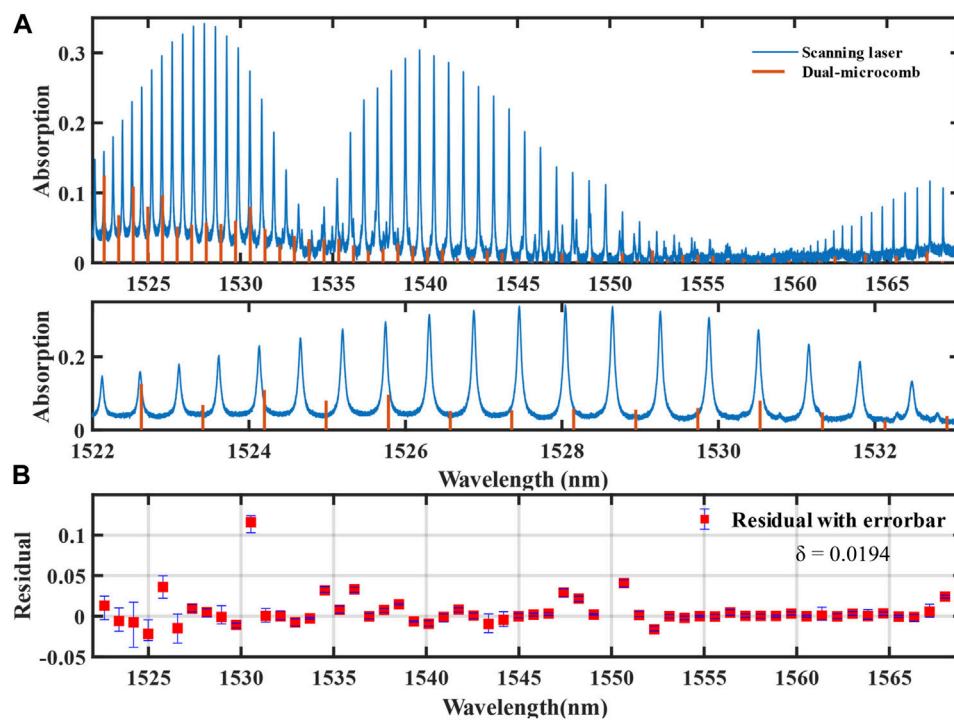 A
Absorption
0.3
0.2
0.1
0
Scanning laser
Dual-microcomb
1525 1530 1535 1540 1545 1550 1555 1560 1565
Absorption
0.2
0
1522 1524 1526 1528 1530 1532
Wavelength (nm)
B
Residual
0.1
0.05
0
-0.05
Residual with errorbar
δ = 0.0194
1525 1530 1535 1540 1545 1550 1555 1560 1565
Wavelength(nm)